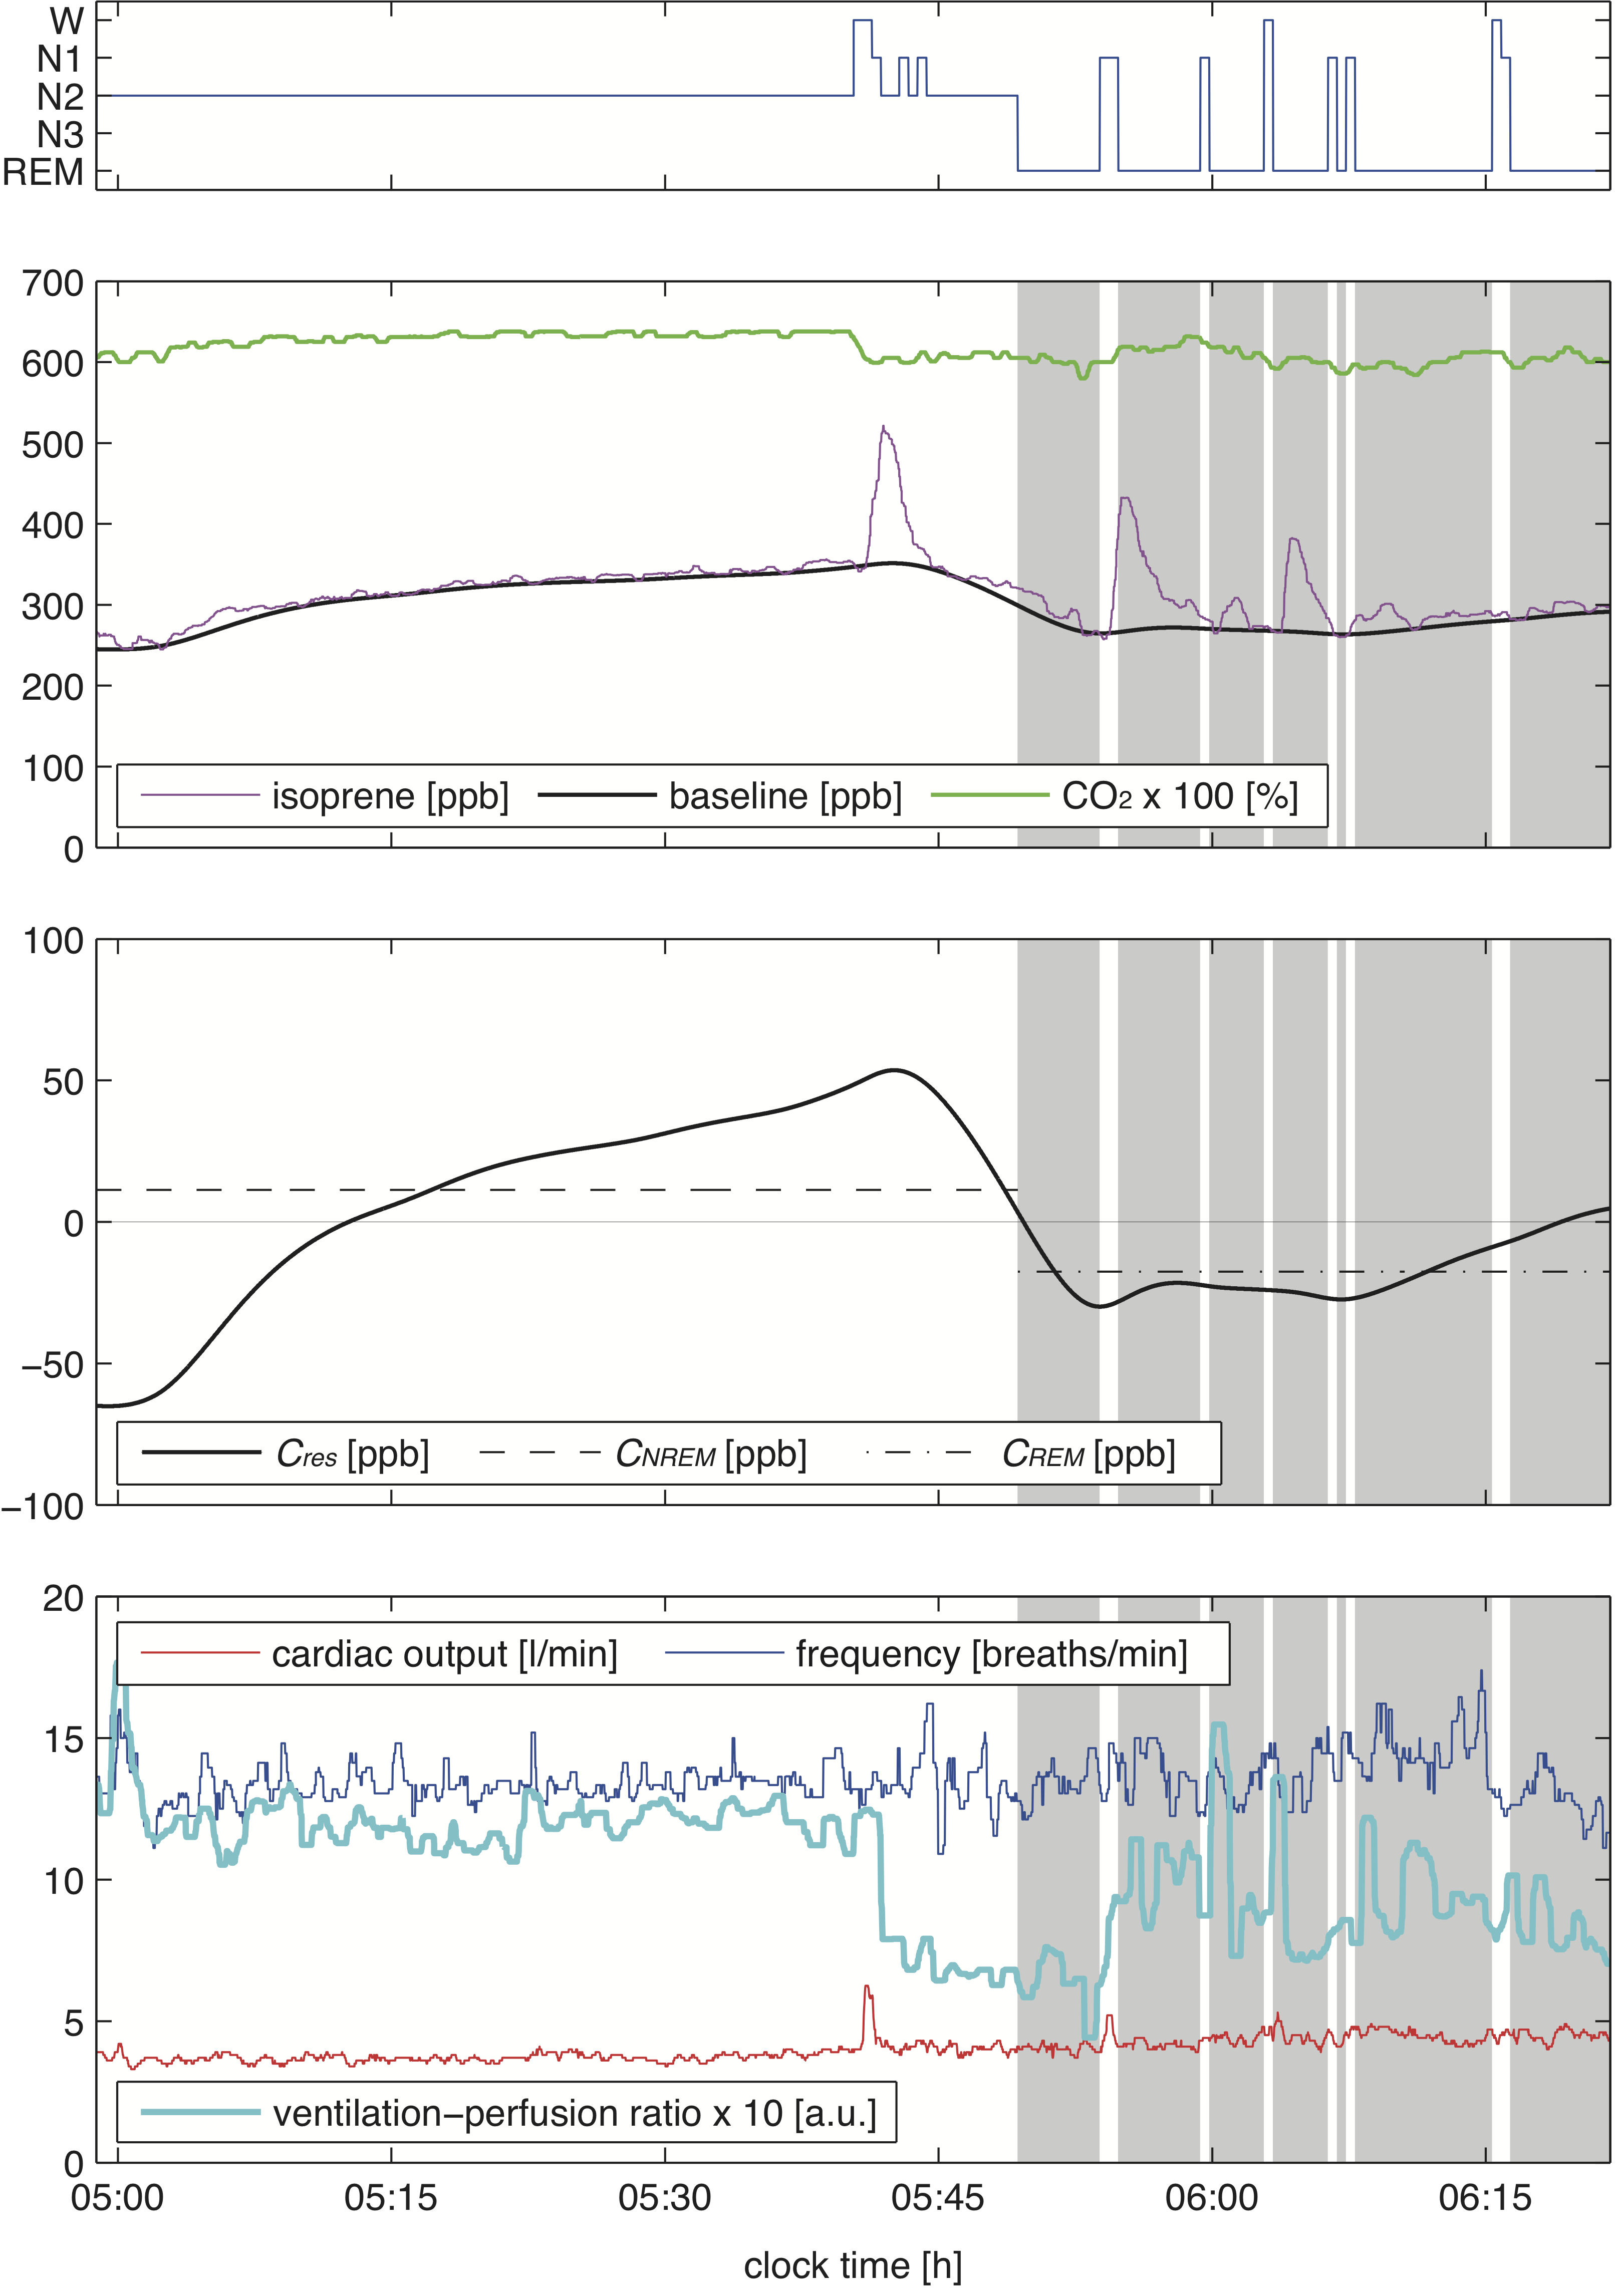 W
N1
N2
N3
REM
700
600
500
400
300
200
100
0
isoprene [ppb] baseline [ppb] CO2 x 100 [%]
100
50
0
−50
−100
Cres [ppb] CNREM [ppb] CREM [ppb]
20
15
10
5
0
cardiac output [l/min] frequency [breaths/min]
ventilation−perfusion ratio x 10 [a.u.]
05:00 05:15 05:30 05:45 06:00 06:15
clock time [h]